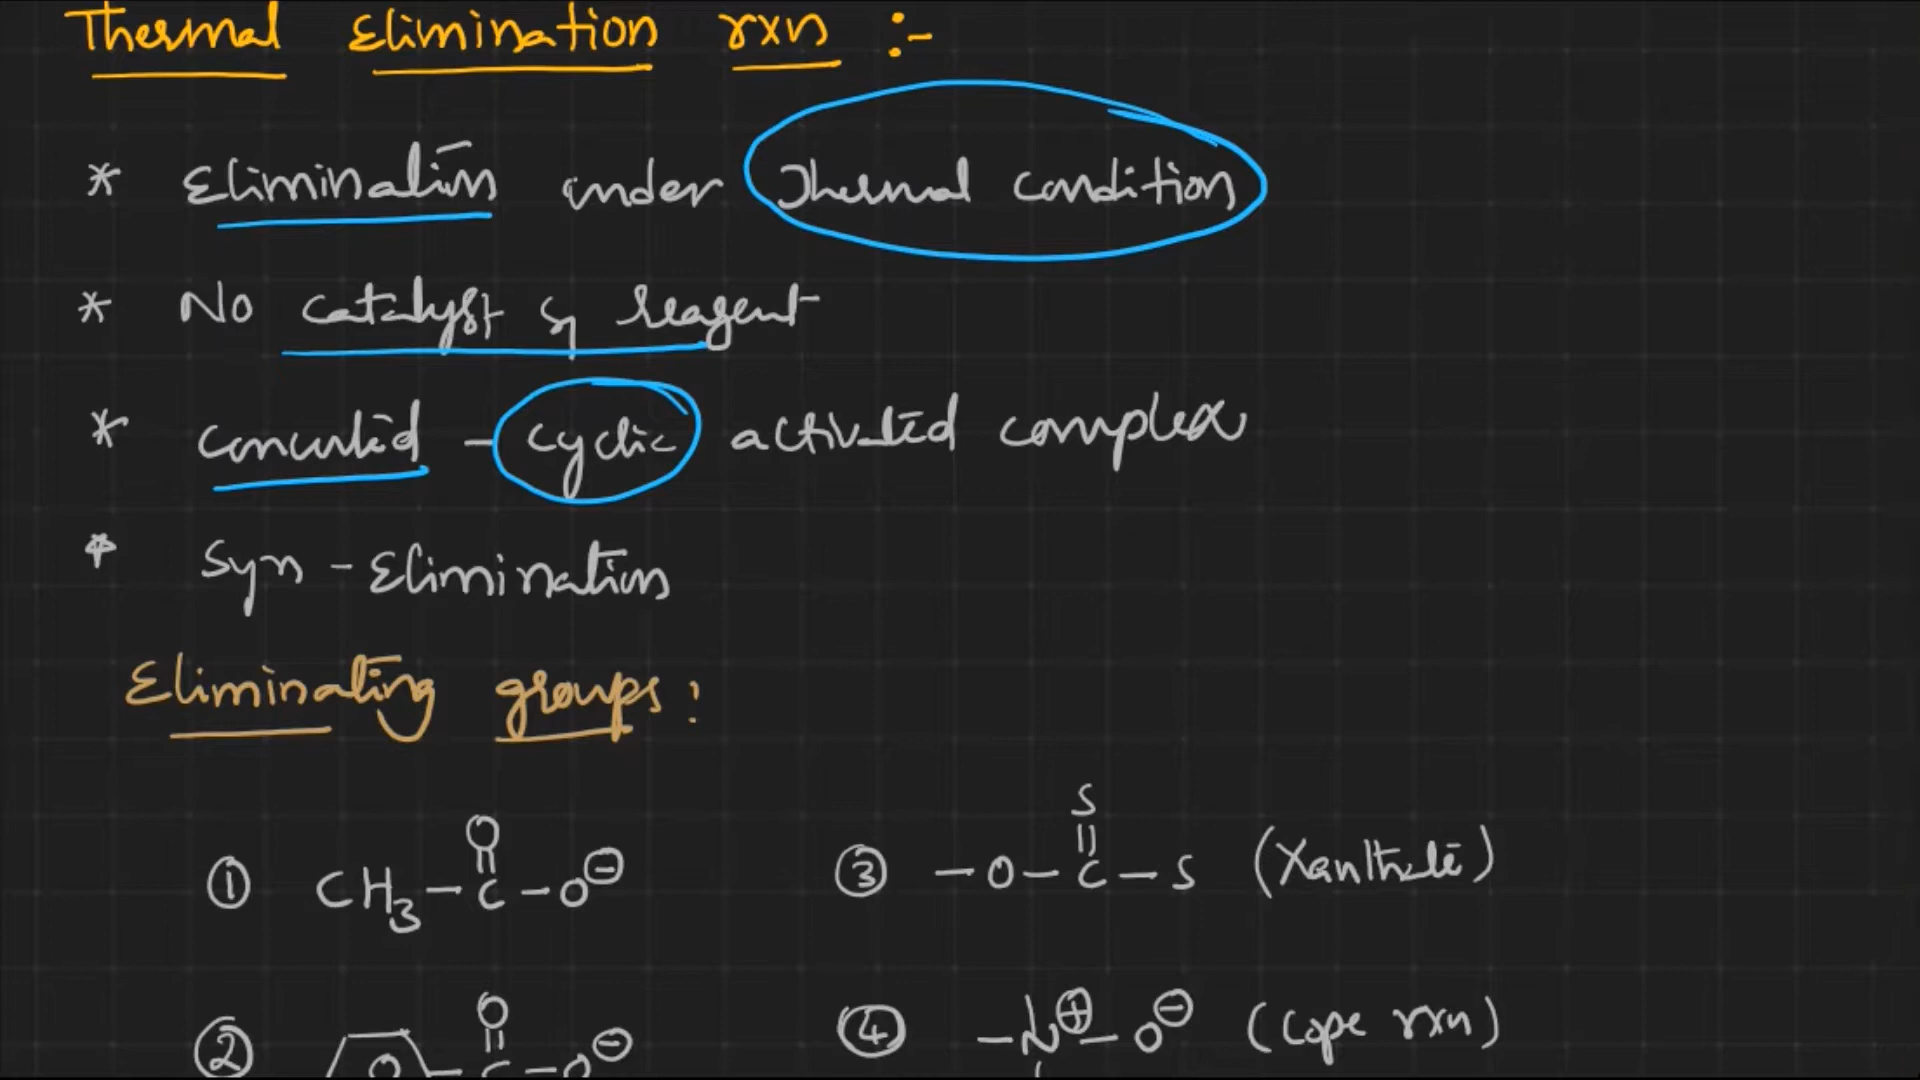 Thermal Elimination rxn :-
* Elimination under Thermal condition
* No catalyst & reagent
* Concerted - cyclic activated complex
* Syn - Elimination
Eliminating groups :
① CH3 - C - O⊖
O
③ - O - C - S (Xanthate)
S
② C - O⊖
O
④ - N⊕ - O⊖ (Cope rxn)